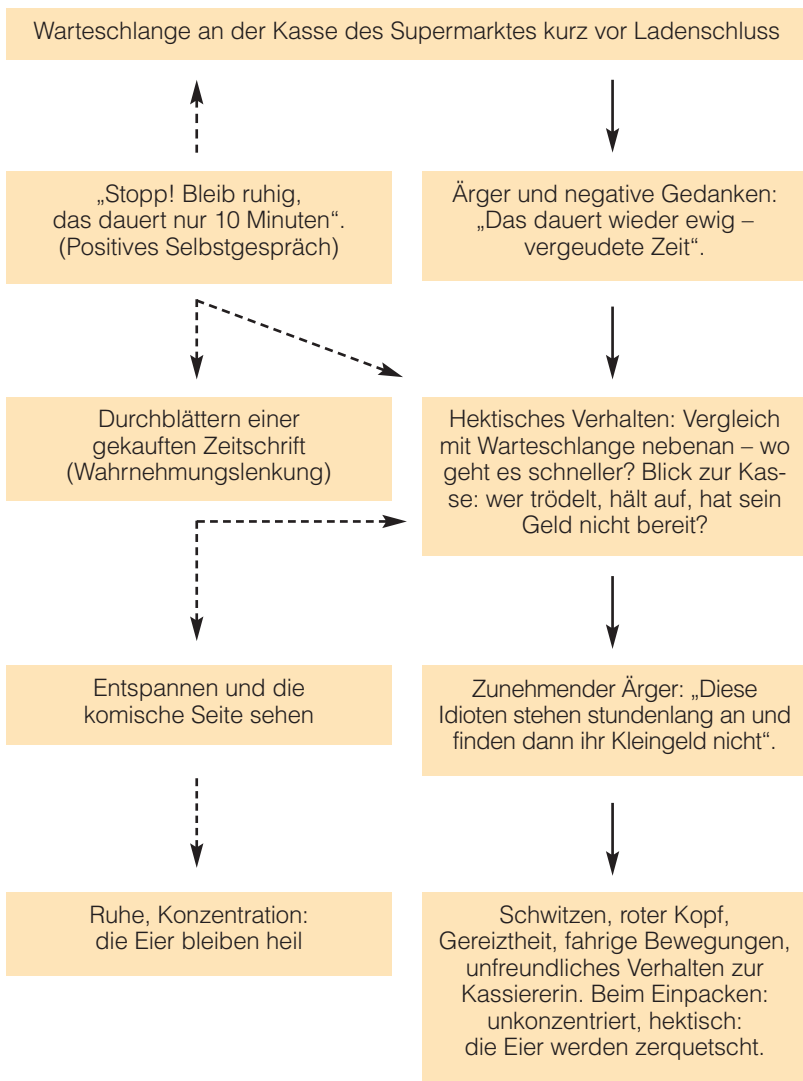 Warteschlange an der Kasse des Supermarktes kurz vor Ladenschluss
„Stopp! Bleib ruhig,
das dauert nur 10 Minuten“.
(Positives Selbstgespräch)
Ärger und negative Gedanken:
„Das dauert wieder ewig –
vergeudete Zeit“.
Durchblättern einer
gekauften Zeitschrift
(Wahrnehmungslenkung)
Hektisches Verhalten: Vergleich
mit Warteschlange nebenan – wo
geht es schneller? Blick zur Kas-
se: wer trödelt, hält auf, hat sein
Geld nicht bereit?
Entspannen und die
komische Seite sehen
Zunehmender Ärger: „Diese
Idioten stehen stundenlang an und
finden dann ihr Kleingeld nicht“.
Ruhe, Konzentration:
die Eier bleiben heil
Schwitzen, roter Kopf,
Gereiztheit, fahrige Bewegungen,
unfreundliches Verhalten zur
Kassiererin. Beim Einpacken:
unkonzentriert, hektisch:
die Eier werden zerquetscht.